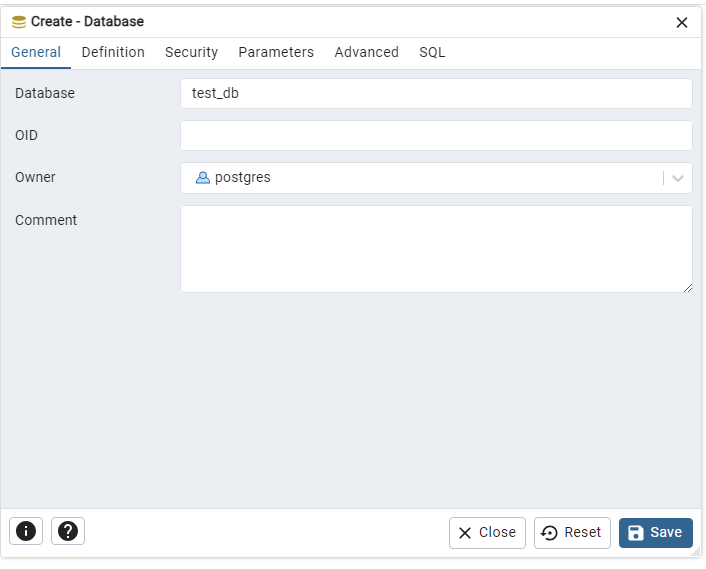 Create - Database
General Definition Security Parameters Advanced SQL
Database test_db
OID
Owner postgres
Comment
Close Reset Save